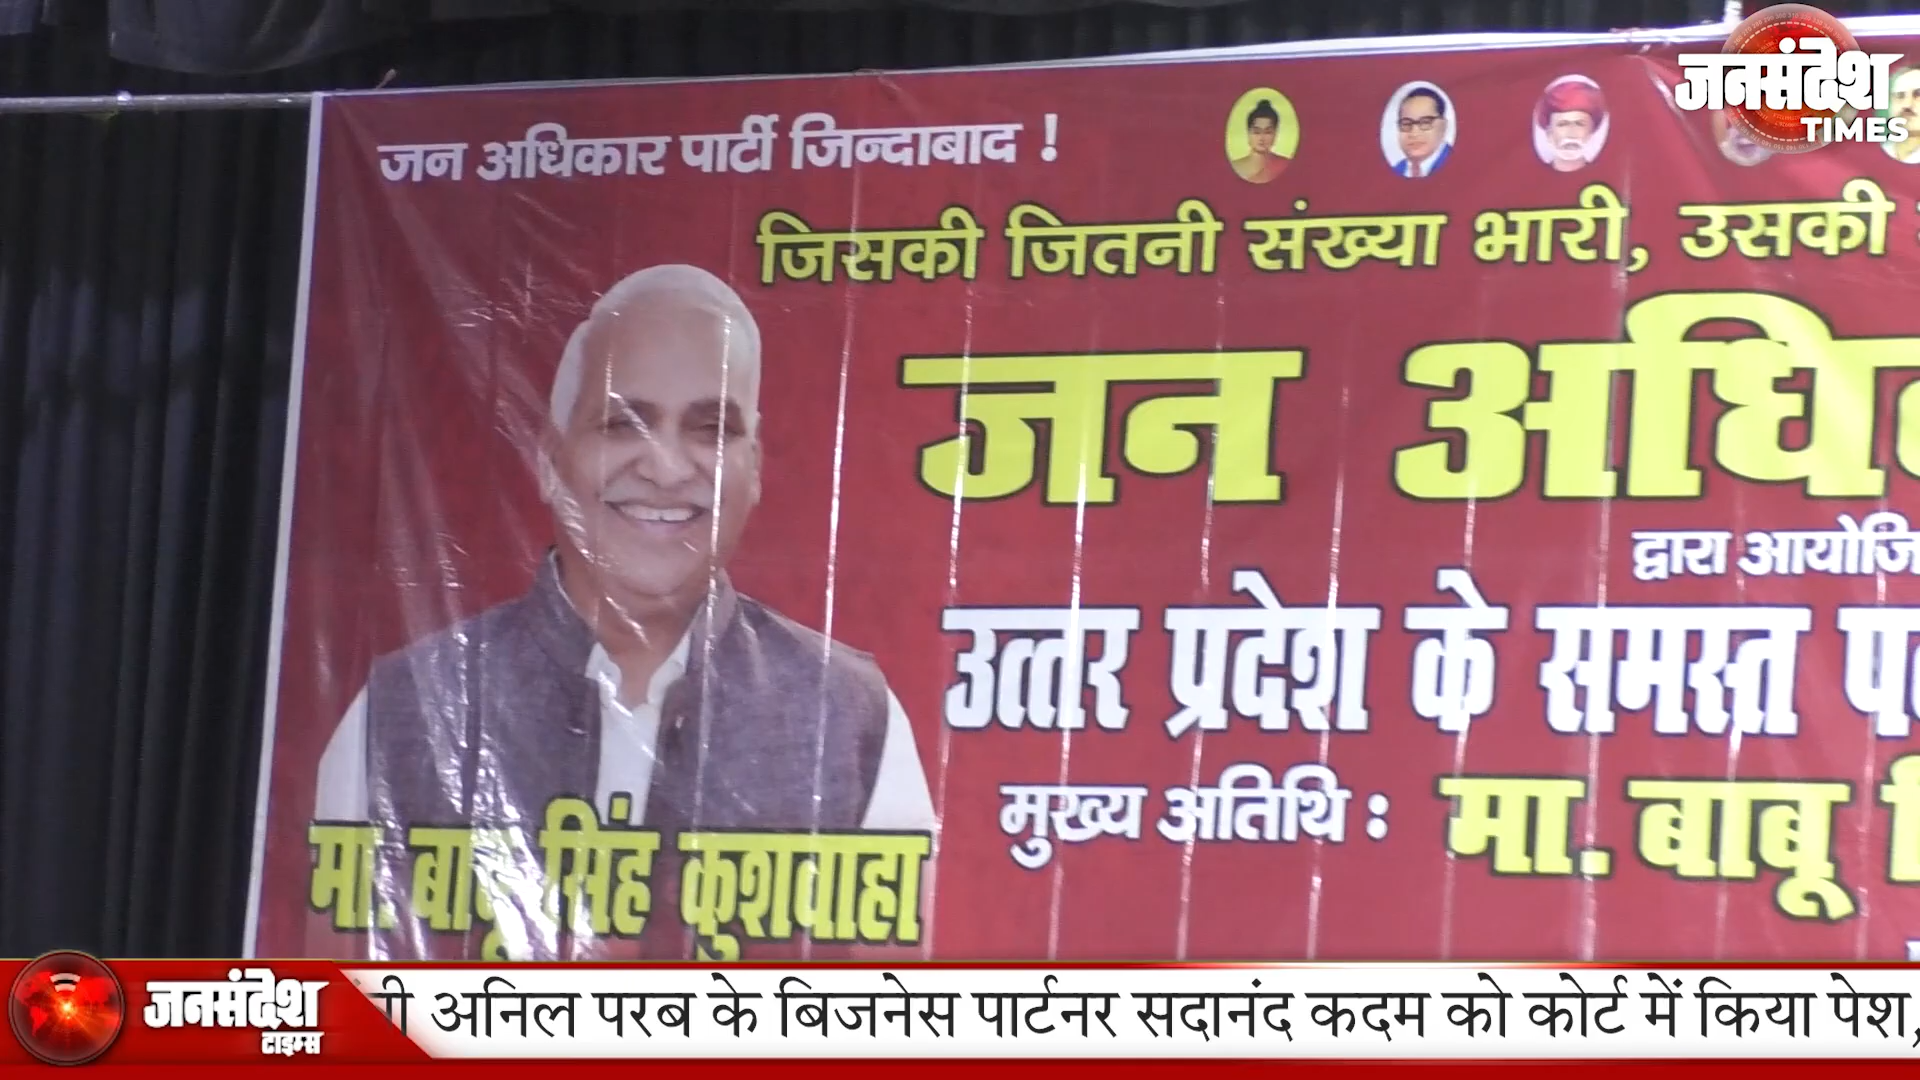 जनसंदेश
TIMES
जन अधिकार पार्टी जिन्दाबाद !
जिसकी जितनी संख्या भारी, उसकी
जन
द्वारा
उत्तर प्रदेश के समस्त
मुख्य अतिथि : मा. बाबू
मा. बाबू सिंह कुशवाहा
जनसंदेश
टाइम्स
अनिल परब के बिजनेस पार्टनर सदानंद कदम को कोर्ट में किया पेश,